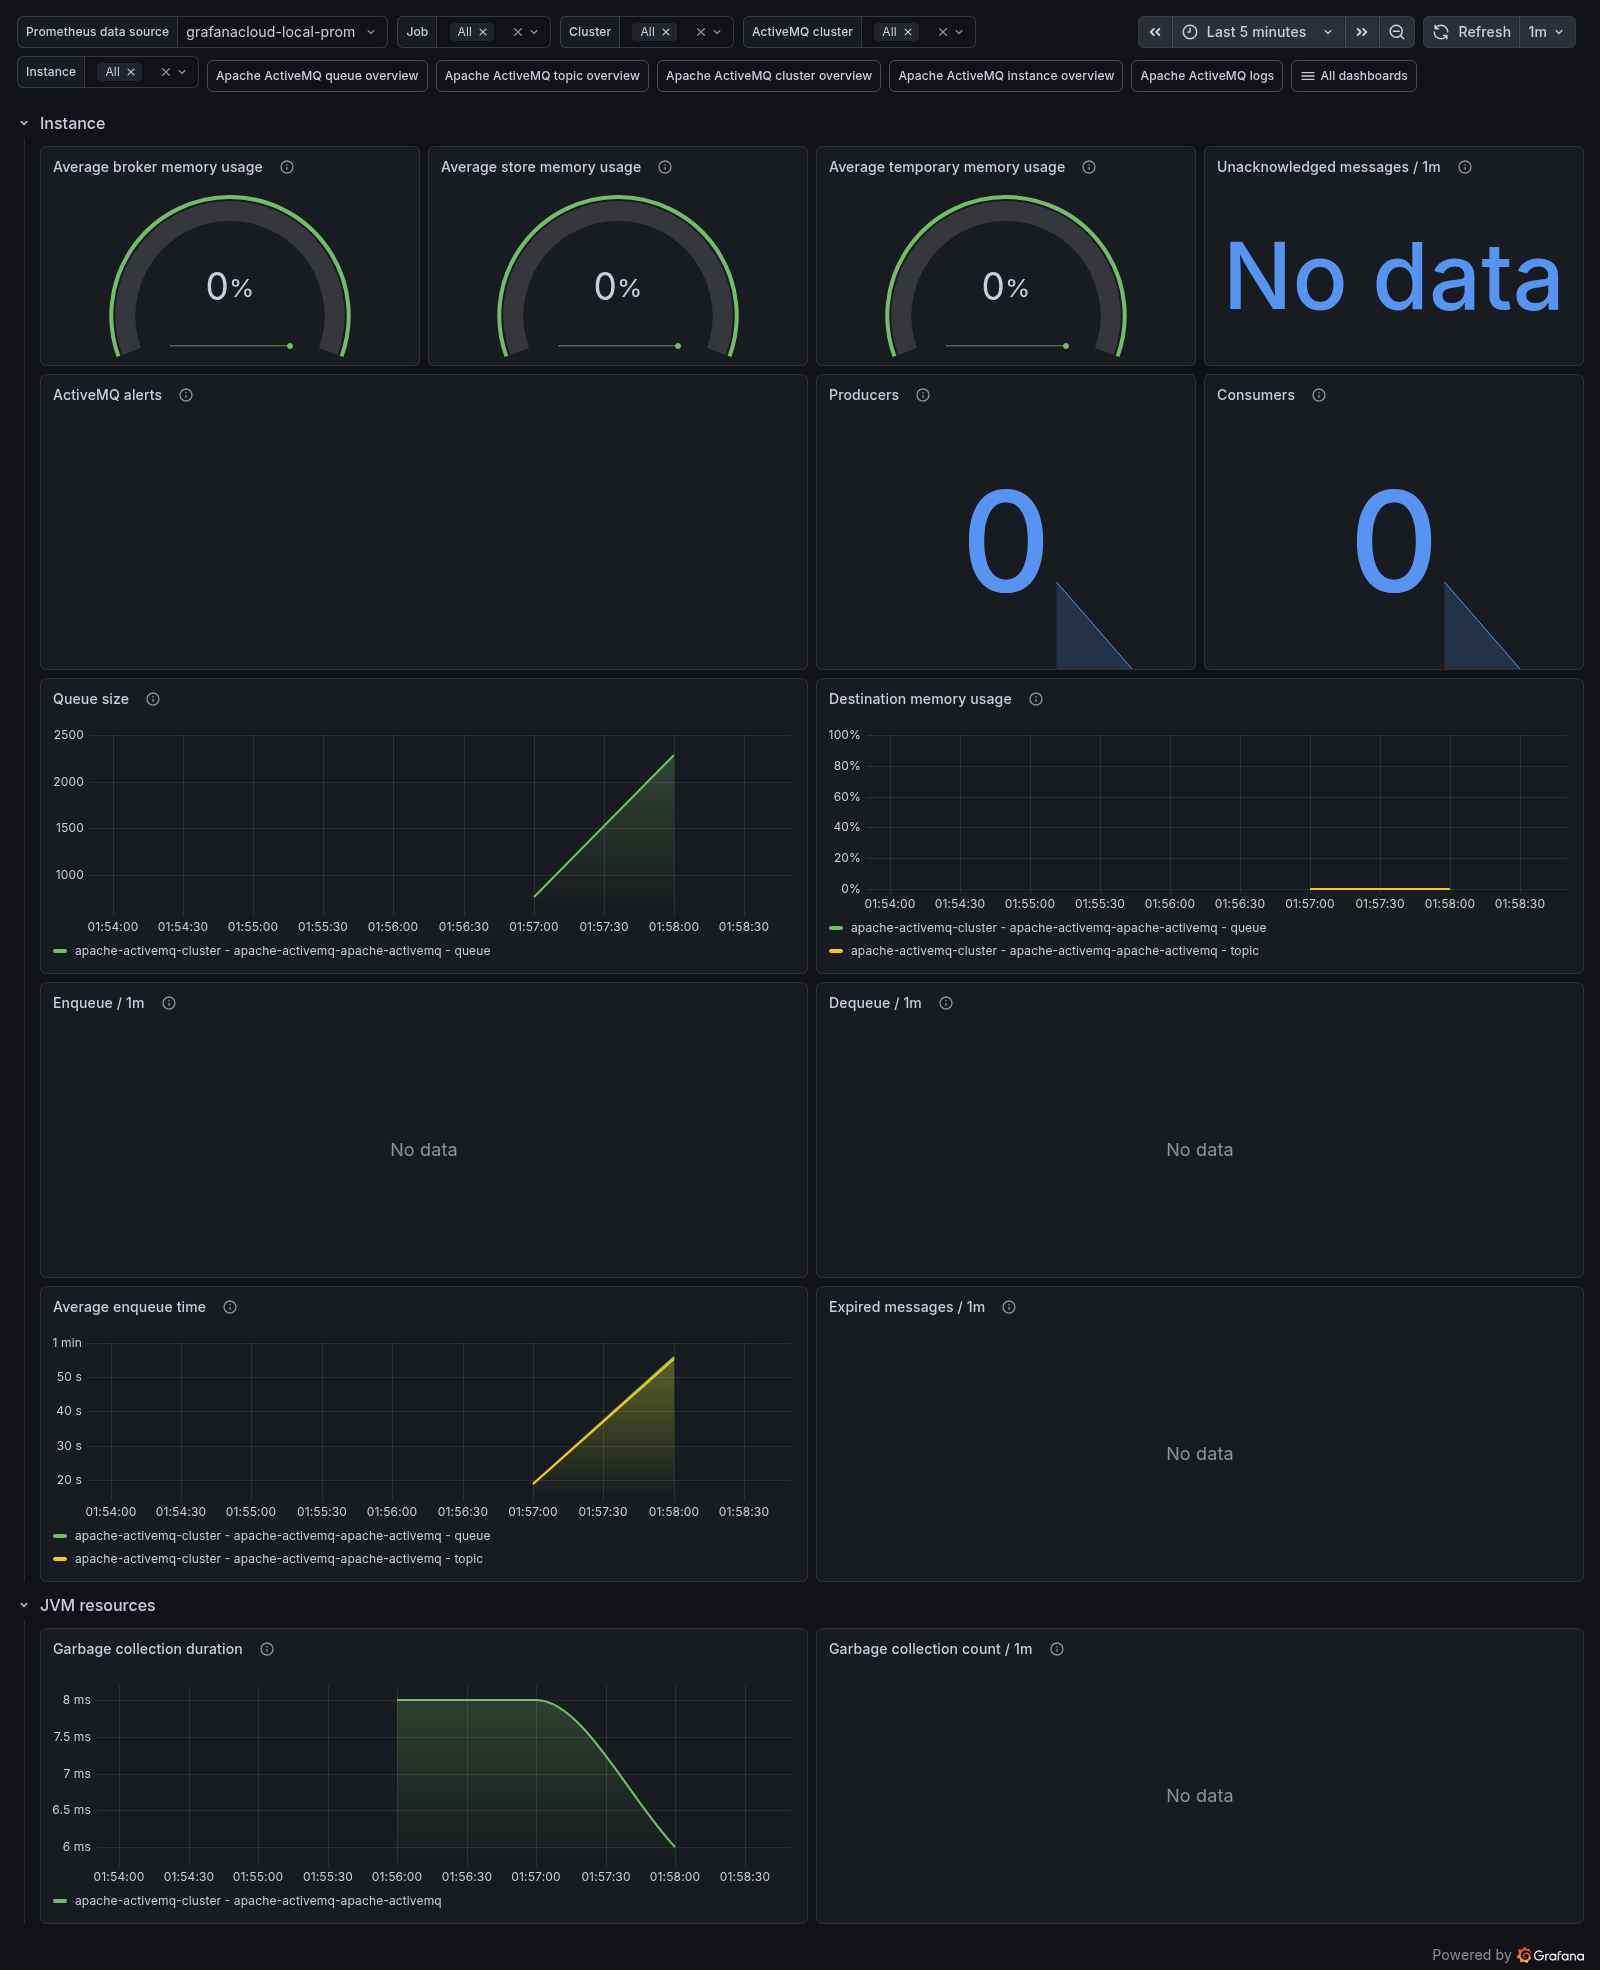 Prometheus data source grafanacloud-local-prom Job All Cluster All ActiveMQ cluster All Last 5 minutes Refresh 1m
Instance All Apache ActiveMQ queue overview Apache ActiveMQ topic overview Apache ActiveMQ cluster overview Apache ActiveMQ instance overview Apache ActiveMQ logs All dashboards
Instance
Average broker memory usage
0%
Average store memory usage
0%
Average temporary memory usage
0%
Unacknowledged messages / 1m
No data
ActiveMQ alerts
Producers
0
Consumers
0
Queue size
2500
2000
1500
1000
01:54:00 01:54:30 01:55:00 01:55:30 01:56:00 01:56:30 01:57:00 01:57:30 01:58:00 01:58:30
apache-activemq-cluster - apache-activemq-apache-activemq - queue
Destination memory usage
100%
80%
60%
40%
20%
0%
01:54:00 01:54:30 01:55:00 01:55:30 01:56:00 01:56:30 01:57:00 01:57:30 01:58:00 01:58:30
apache-activemq-cluster - apache-activemq-apache-activemq - queue
apache-activemq-cluster - apache-activemq-apache-activemq - topic
Enqueue / 1m
No data
Dequeue / 1m
No data
Average enqueue time
1 min
50 s
40 s
30 s
20 s
01:54:00 01:54:30 01:55:00 01:55:30 01:56:00 01:56:30 01:57:00 01:57:30 01:58:00 01:58:30
apache-activemq-cluster - apache-activemq-apache-activemq - queue
apache-activemq-cluster - apache-activemq-apache-activemq - topic
Expired messages / 1m
No data
JVM resources
Garbage collection duration
8 ms
7.5 ms
7 ms
6.5 ms
6 ms
01:54:00 01:54:30 01:55:00 01:55:30 01:56:00 01:56:30 01:57:00 01:57:30 01:58:00 01:58:30
apache-activemq-cluster - apache-activemq-apache-activemq
Garbage collection count / 1m
No data
Powered by Grafana